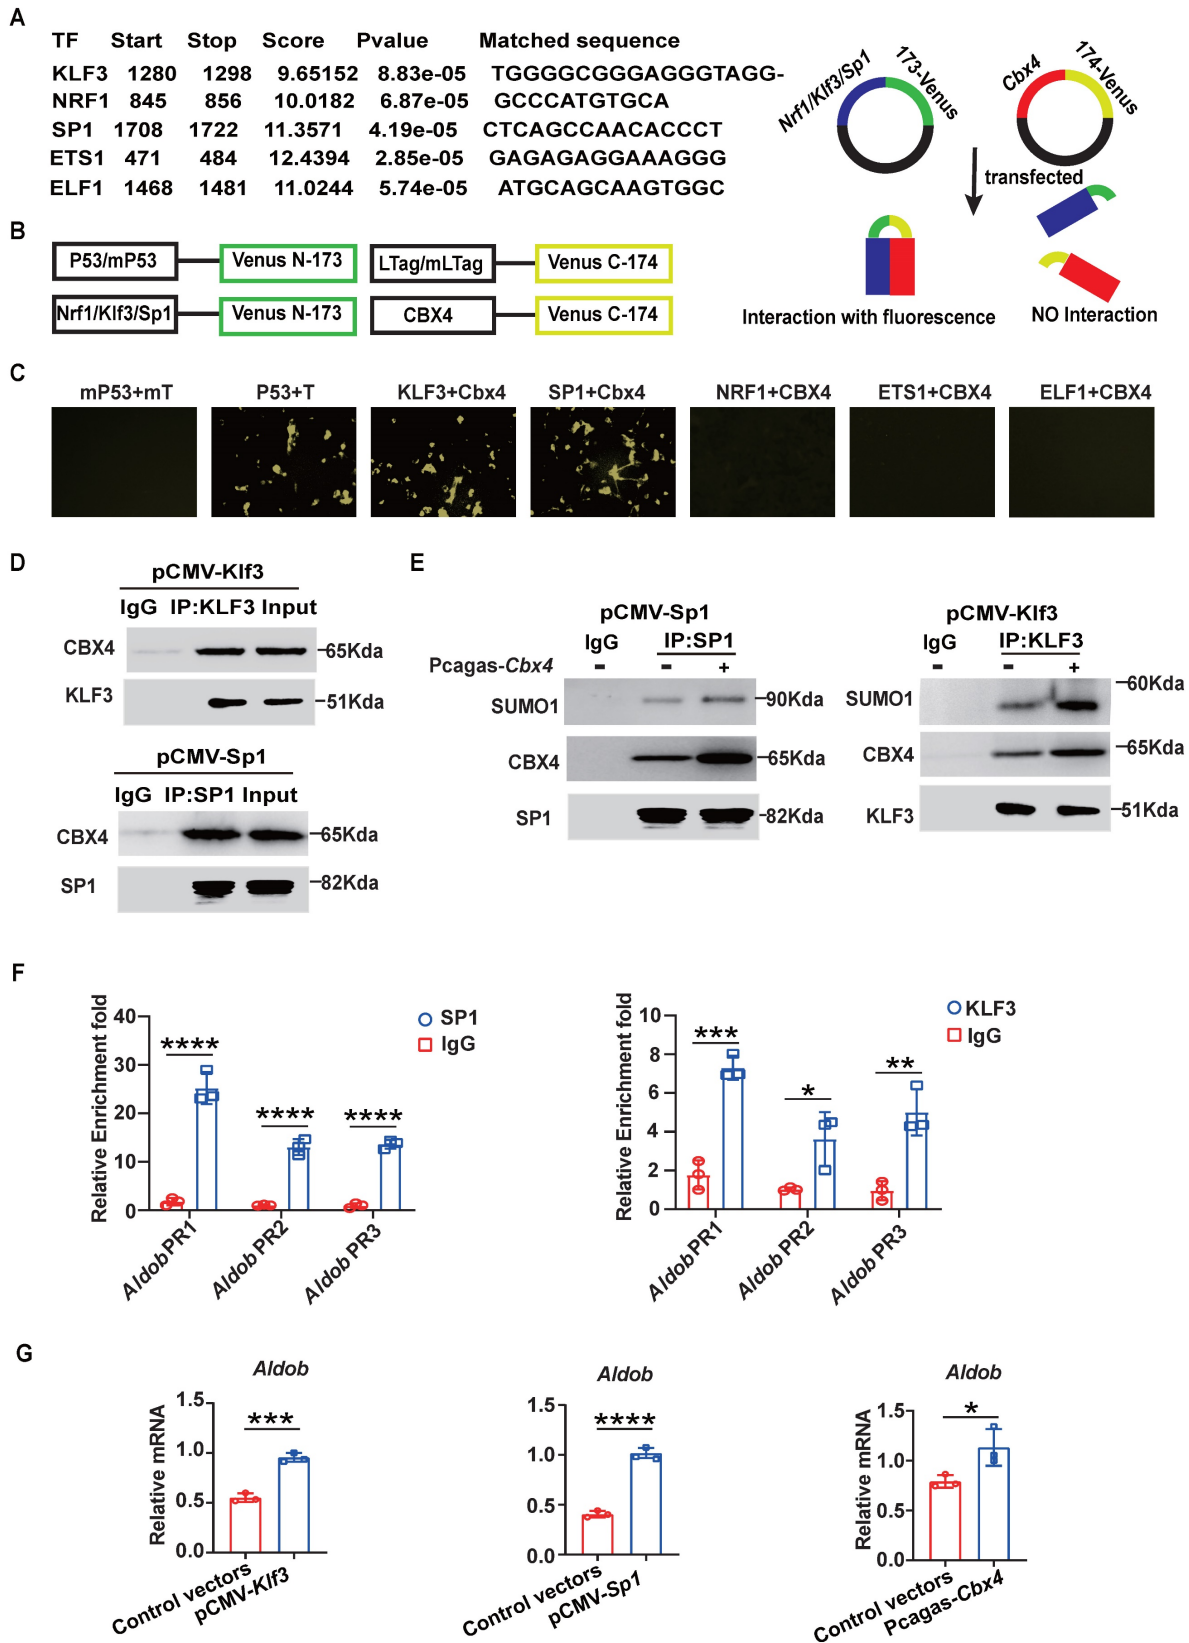 A
TF Start Stop Score Pvalue Matched sequence
KLF3 1280 1298 9.65152 8.83e-05 TGGGGCGGGAGGGTAGG-
NRF1 845 856 10.0182 6.87e-05 GCCCATGTGCA
SP1 1708 1722 11.3571 4.19e-05 CTCAGCCAACACCCT
ETS1 471 484 12.4394 2.85e-05 GAGAGAGGAAAGGG
ELF1 1468 1481 11.0244 5.74e-05 ATGCAGCAAGTGGC
Nrf1/Klf3/Sp1 173-Venus
Cbx4 174-Venus
transfected
Interaction with fluorescence
NO Interaction
B
P53/mP53 Venus N-173 LTag/mLTag Venus C-174
Nrf1/Klf3/Sp1 Venus N-173 CBX4 Venus C-174
C
mP53+mT P53+T KLF3+Cbx4 SP1+Cbx4 NRF1+CBX4 ETS1+CBX4 ELF1+CBX4
D
pCMV-Klf3
IgG IP:KLF3 Input
CBX4 65Kda
KLF3 51Kda
pCMV-Sp1
IgG IP:SP1 Input
CBX4 65Kda
SP1 82Kda
E
pCMV-Sp1
IgG IP:SP1
Pcagas-Cbx4 - - +
SUMO1 90Kda
CBX4 65Kda
SP1 82Kda
pCMV-Klf3
IgG IP:KLF3
- - +
60Kda
SUMO1
CBX4 65Kda
KLF3 51Kda
F
Relative Enrichment fold
40
30
20
10
0
****
****
****
SP1
IgG
Aldob PR1
Aldob PR2
Aldob PR3
Relative Enrichment fold
10
8
6
4
2
0
***
*
**
KLF3
IgG
Aldob PR1
Aldob PR2
Aldob PR3
G
Aldob
Relative mRNA
1.5
1.0
0.5
0.0
***
Control vectors
pCMV-Klf3
Aldob
1.5
1.0
0.5
0.0
****
Control vectors
pCMV-Sp1
Aldob
Relative mRNA
1.5
1.0
0.5
0.0
*
Control vectors
Pcagas-Cbx4